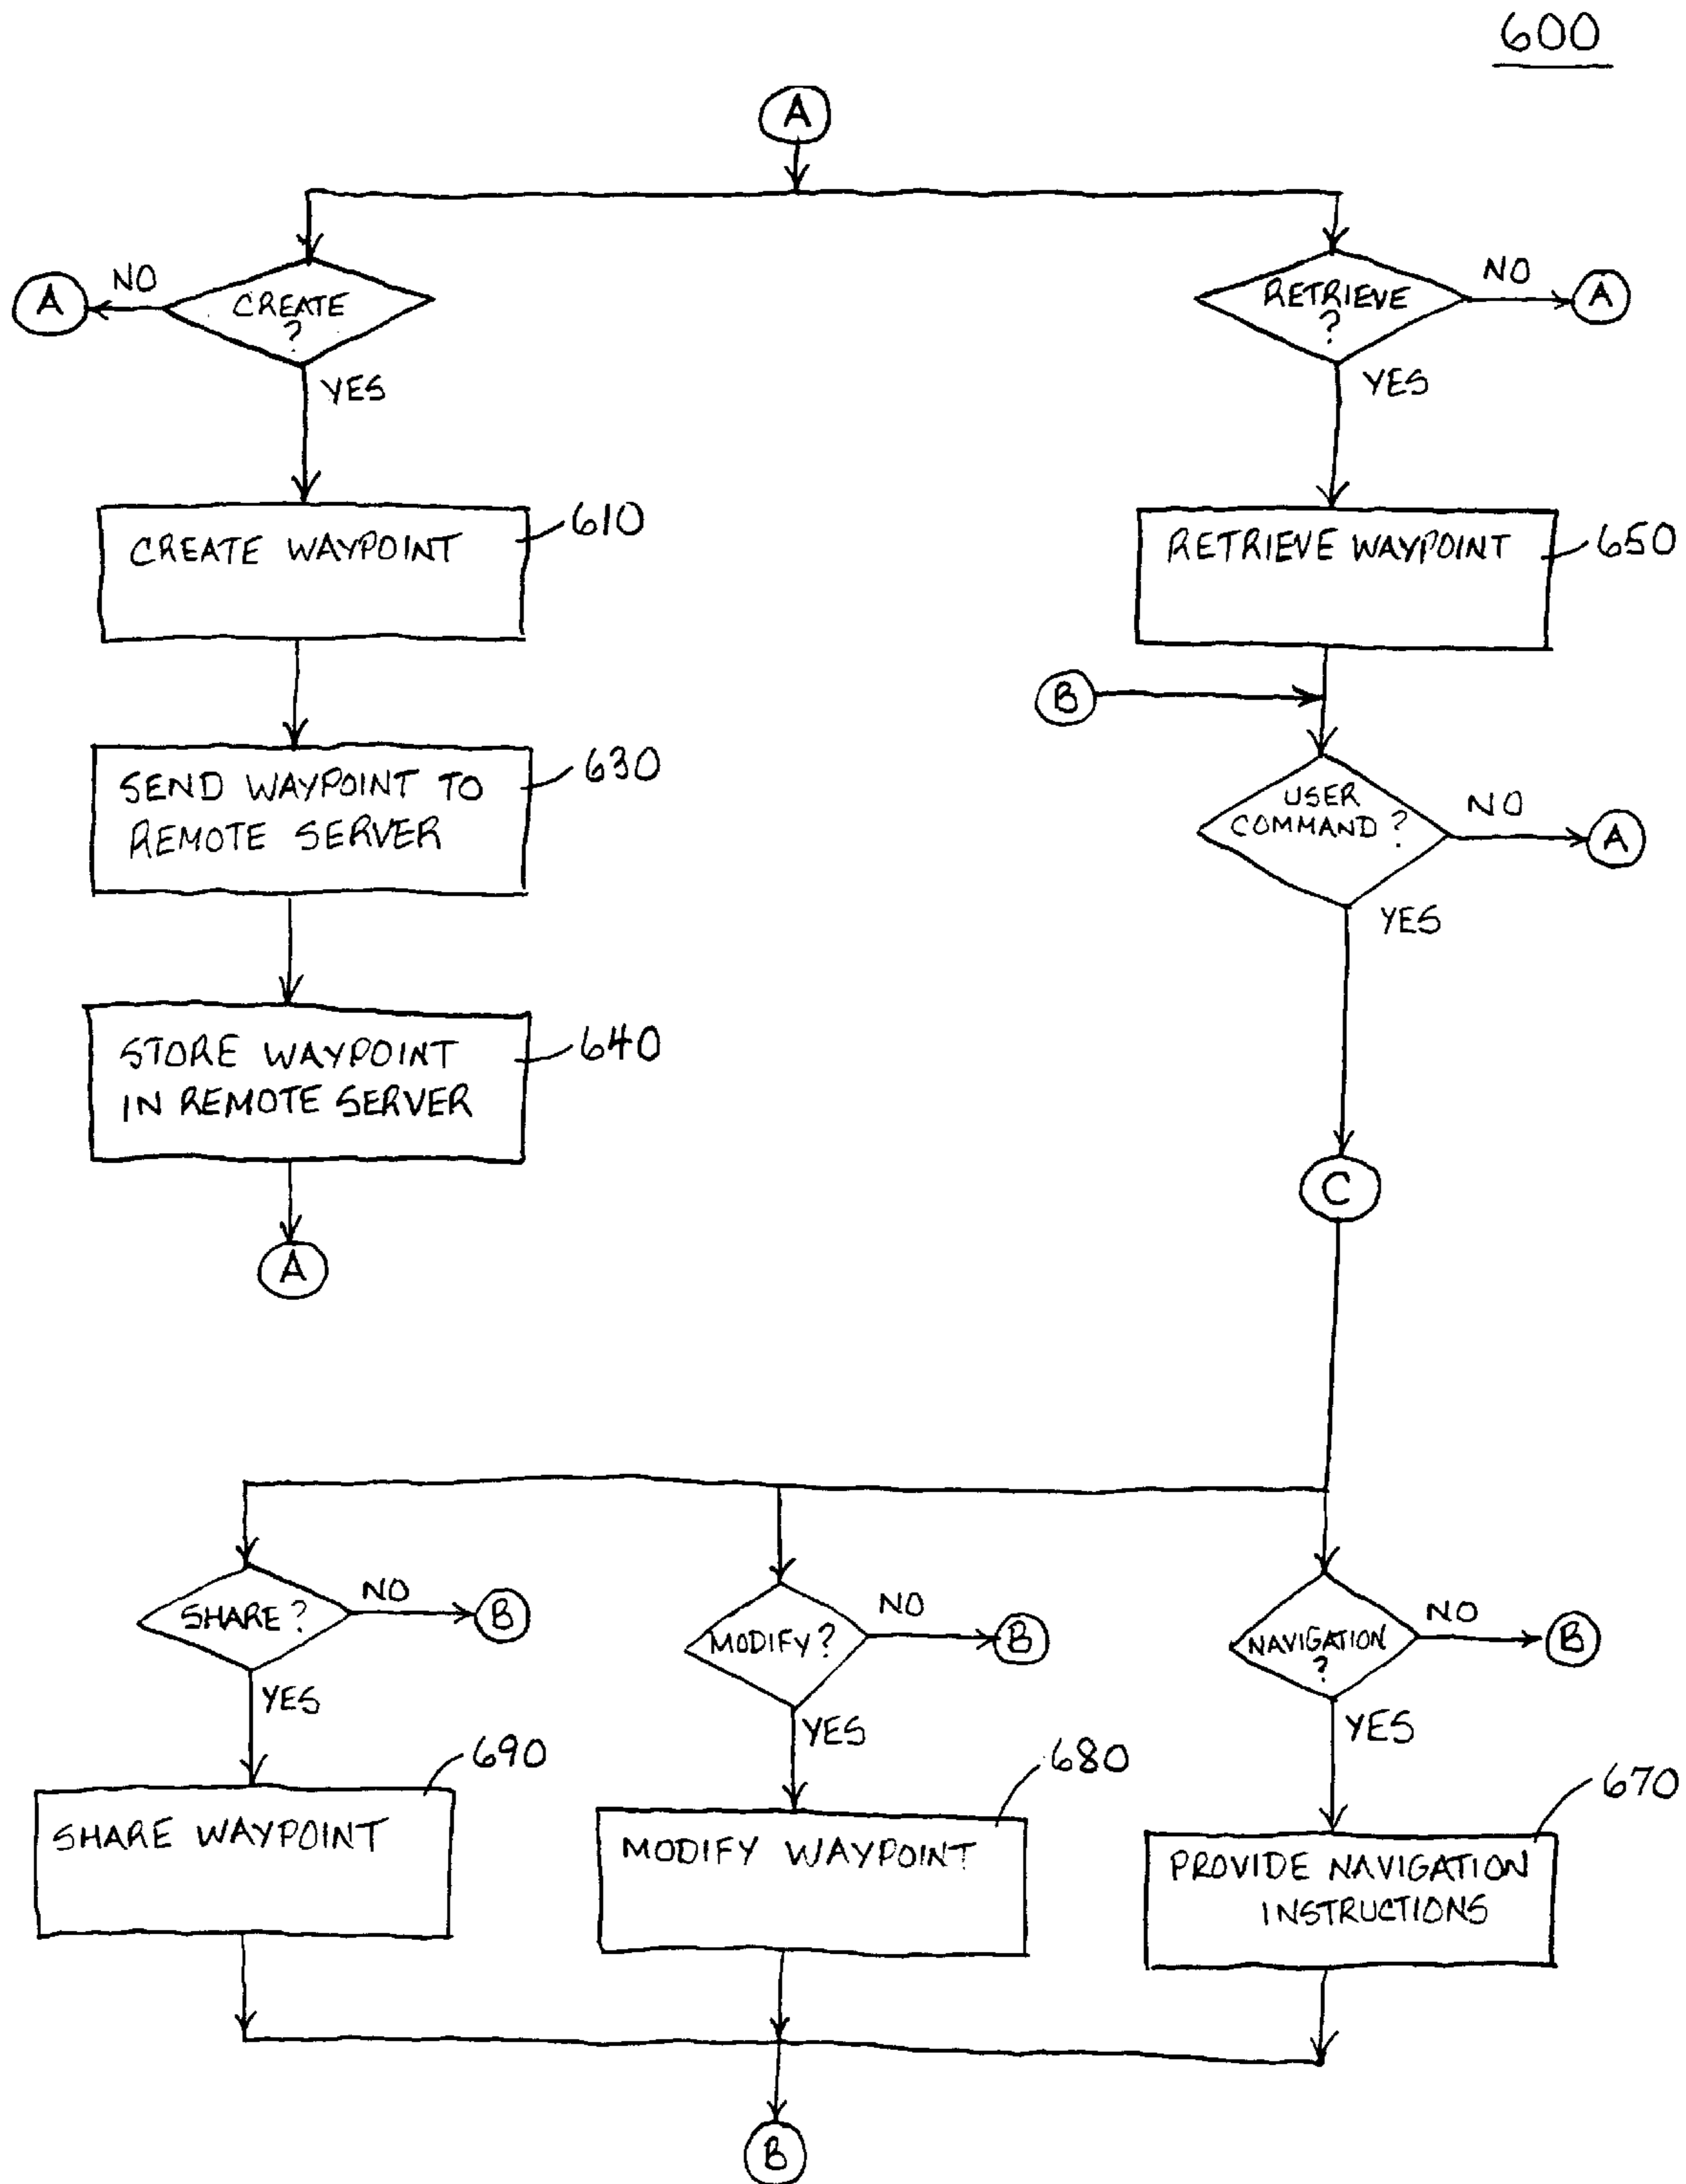 600
A
A
NO
CREATE
?
YES
RETRIEVE
?
NO
A
YES
CREATE WAYPOINT
610
RETRIEVE WAYPOINT
650
B
SEND WAYPOINT TO
REMOTE SERVER
630
USER
COMMAND ?
NO
A
YES
STORE WAYPOINT
IN REMOTE SERVER
640
C
A
SHARE?
NO
B
YES
MODIFY?
NO
B
YES
NAVIGATION
?
NO
B
YES
690
SHARE WAYPOINT
680
MODIFY WAYPOINT
670
PROVIDE NAVIGATION
INSTRUCTIONS
B